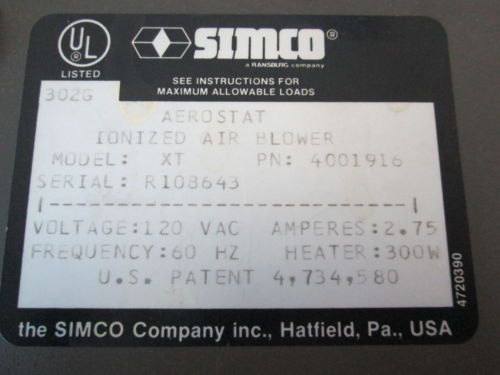 UL ®
LISTED
SIMCO®
a RANSBURG company
SEE INSTRUCTIONS FOR
MAXIMUM ALLOWABLE LOADS
302G
AEROSTAT
IONIZED AIR BLOWER
MODEL: XT PN: 4001916
SERIAL: R108643
VOLTAGE:120 VAC AMPERES:2.75
FREQUENCY:60 HZ HEATER:300W
U.S. PATENT 4,734,580
4720390
the SIMCO Company inc., Hatfield, Pa., USA